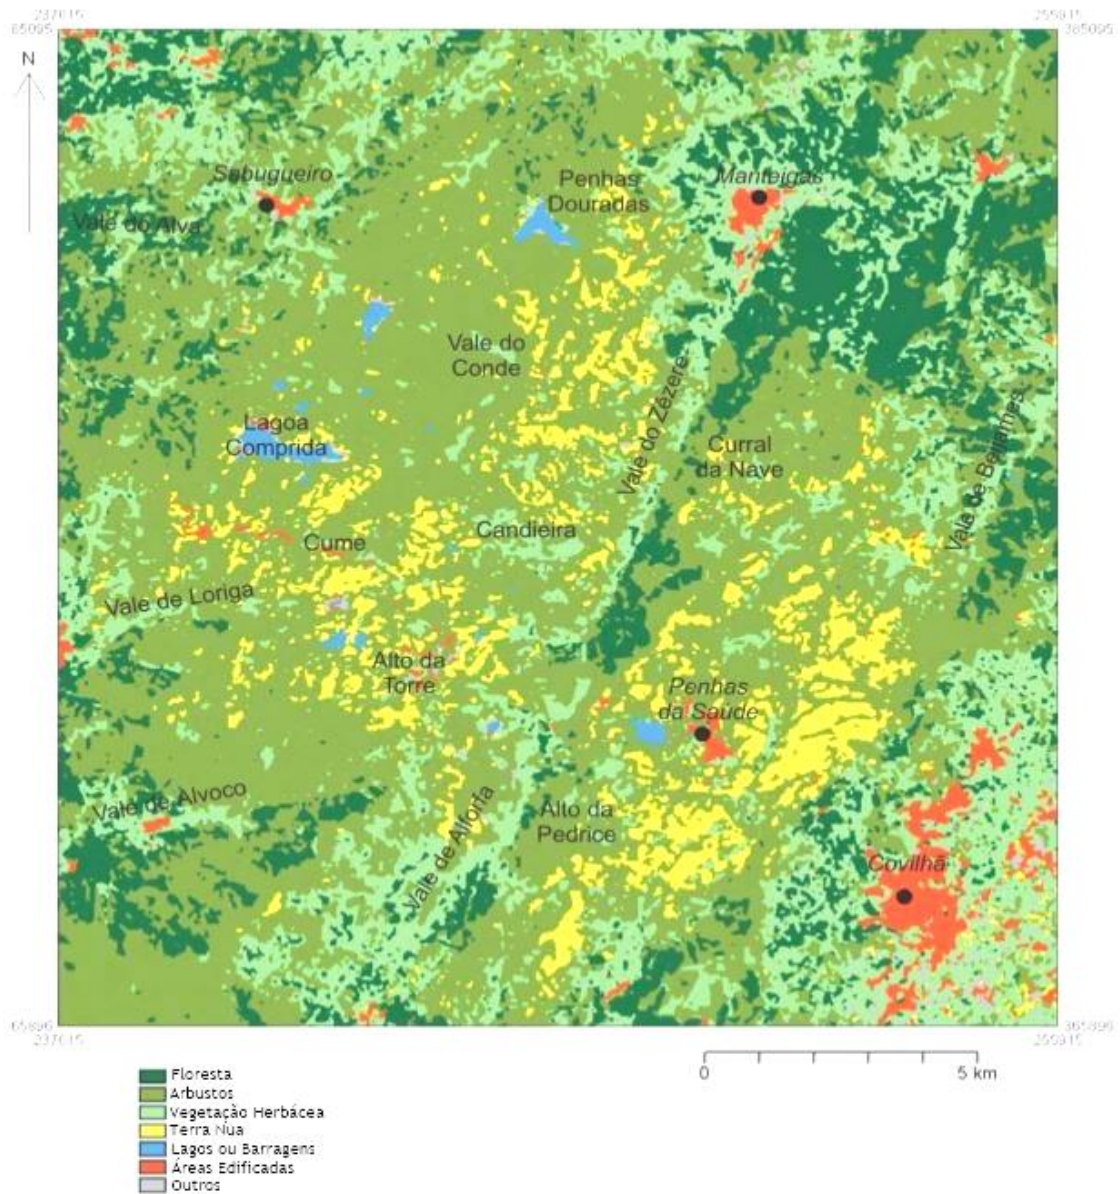 385095
N
Sabugueiro
Vale do Alva
Penhas
Douradas
Manteigas
Vale do
Conde
Lagoa
Comprida
Vale do Zêzere
Curral
da Nave
Vale de Beijames
Cume
Candieira
Vale de Loriga
Alto da
Torre
Penhas
da Saúde
Vale de Alvoco
Vale de Alforfa
Alto da
Pedrice
Covilhã
0 5 km
Floresta
Arbustos
Vegetação Herbácea
Terra Nua
Lagos ou Barragens
Áreas Edificadas
Outros